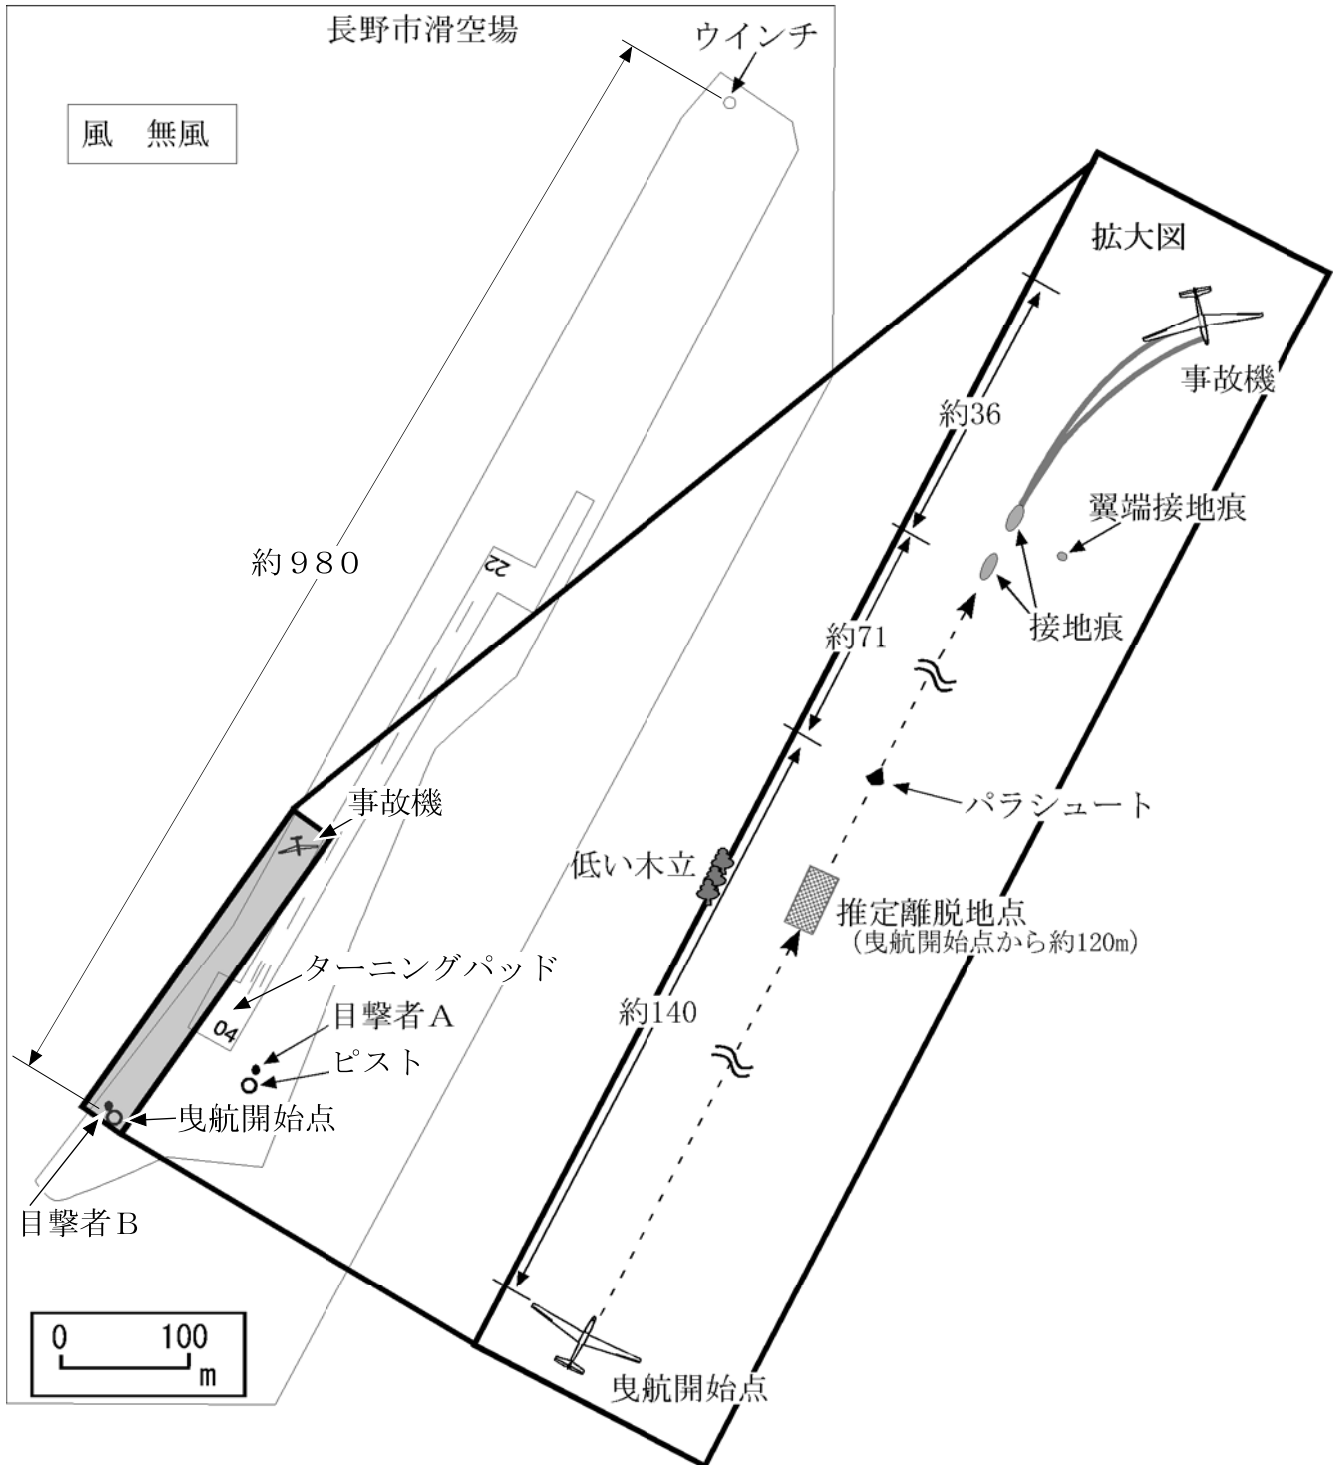 長野市滑空場
ウインチ
風　無風
拡大図
事故機
約36
翼端接地痕
約９８０
22
接地痕
約71
事故機
パラシュート
低い木立
推定離脱地点
（曳航開始点から約120m）
ターニングパッド
約140
目撃者Ａ
04
ピスト
曳航開始点
目撃者Ｂ
0 100
m
曳航開始点